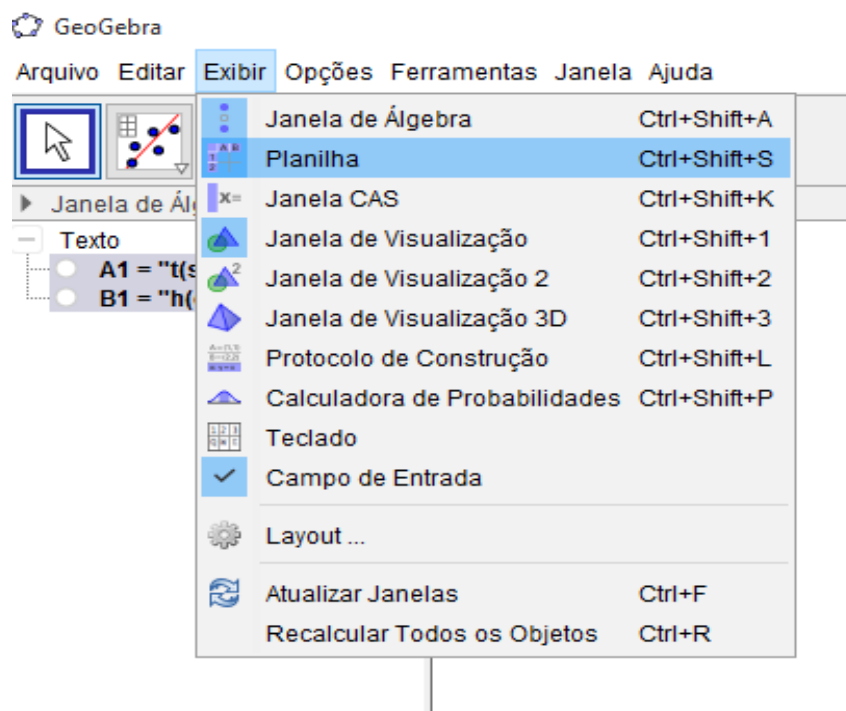 GeoGebra
Arquivo Editar Exibir Opções Ferramentas Janela Ajuda
Janela de Álgebra Ctrl+Shift+A
Planilha Ctrl+Shift+S
Janela CAS Ctrl+Shift+K
Janela de Visualização Ctrl+Shift+1
Janela de Visualização 2 Ctrl+Shift+2
Janela de Visualização 3D Ctrl+Shift+3
Protocolo de Construção Ctrl+Shift+L
Calculadora de Probabilidades Ctrl+Shift+P
Teclado
Campo de Entrada
Layout ...
Atualizar Janelas Ctrl+F
Recalcular Todos os Objetos Ctrl+R
Janela de Ál
Texto
A1 = "t(s
B1 = "h(